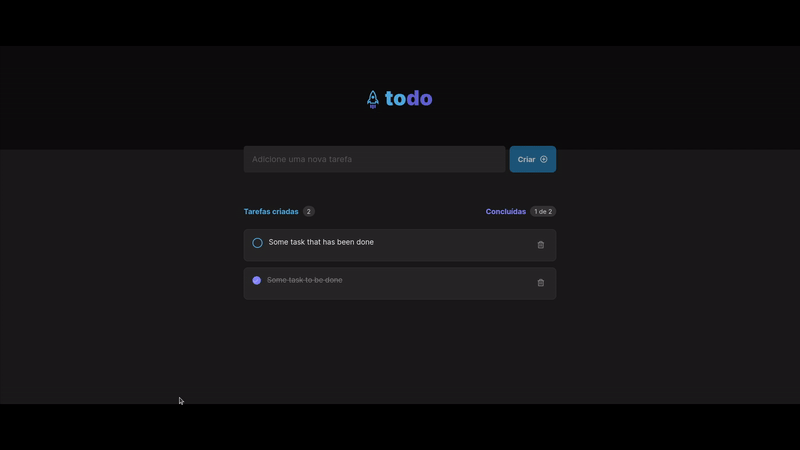 todo
Adicione uma nova tarefa
Criar
Tarefas criadas 2
Concluídas 1 de 2
Some task that has been done
Some task to be done